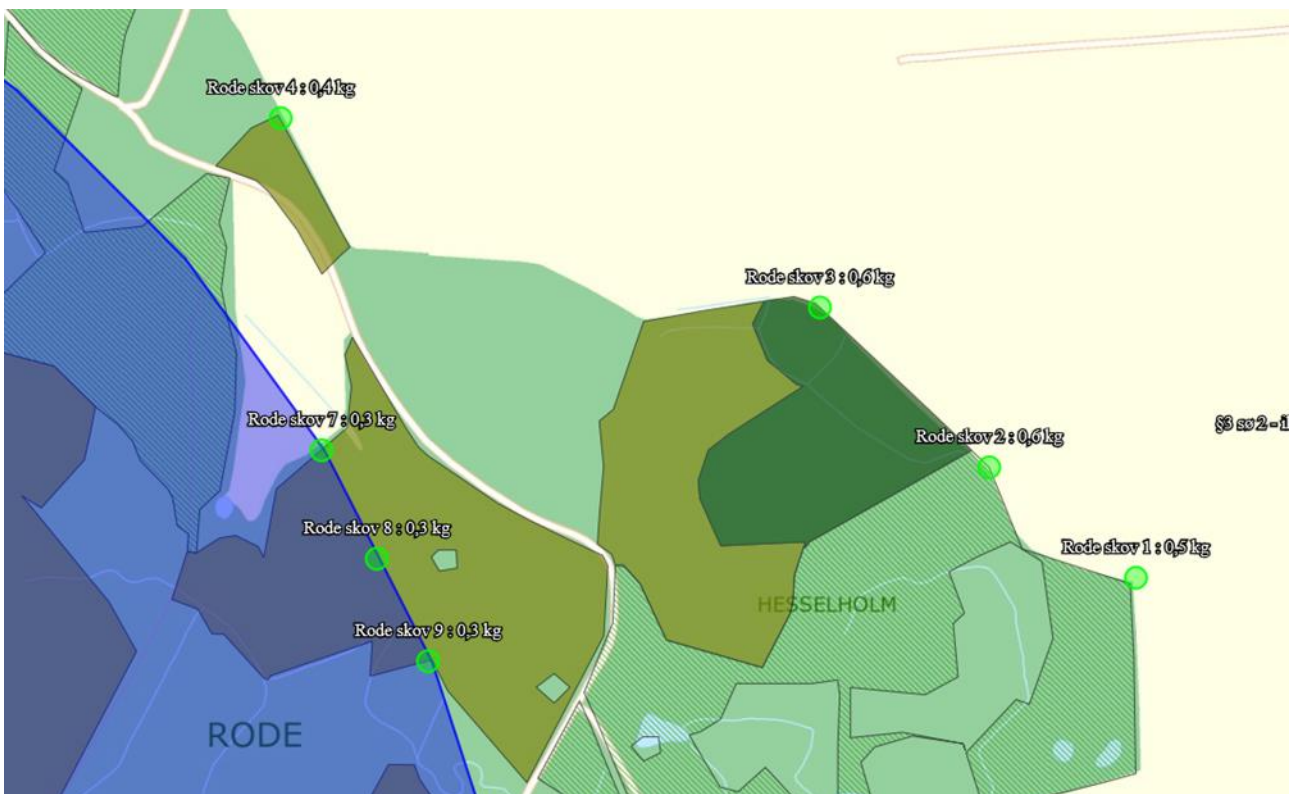 Rode skov 4 : 0,4 kg
Rode skov 3 : 0,6 kg
Rode skov 7 : 0,3 kg
§3 sø 2 - il
Rode skov 2 : 0,6 kg
Rode skov 8 : 0,3 kg
Rode skov 1 : 0,5 kg
HESSELHOLM
Rode skov 9 : 0,3 kg
RODE